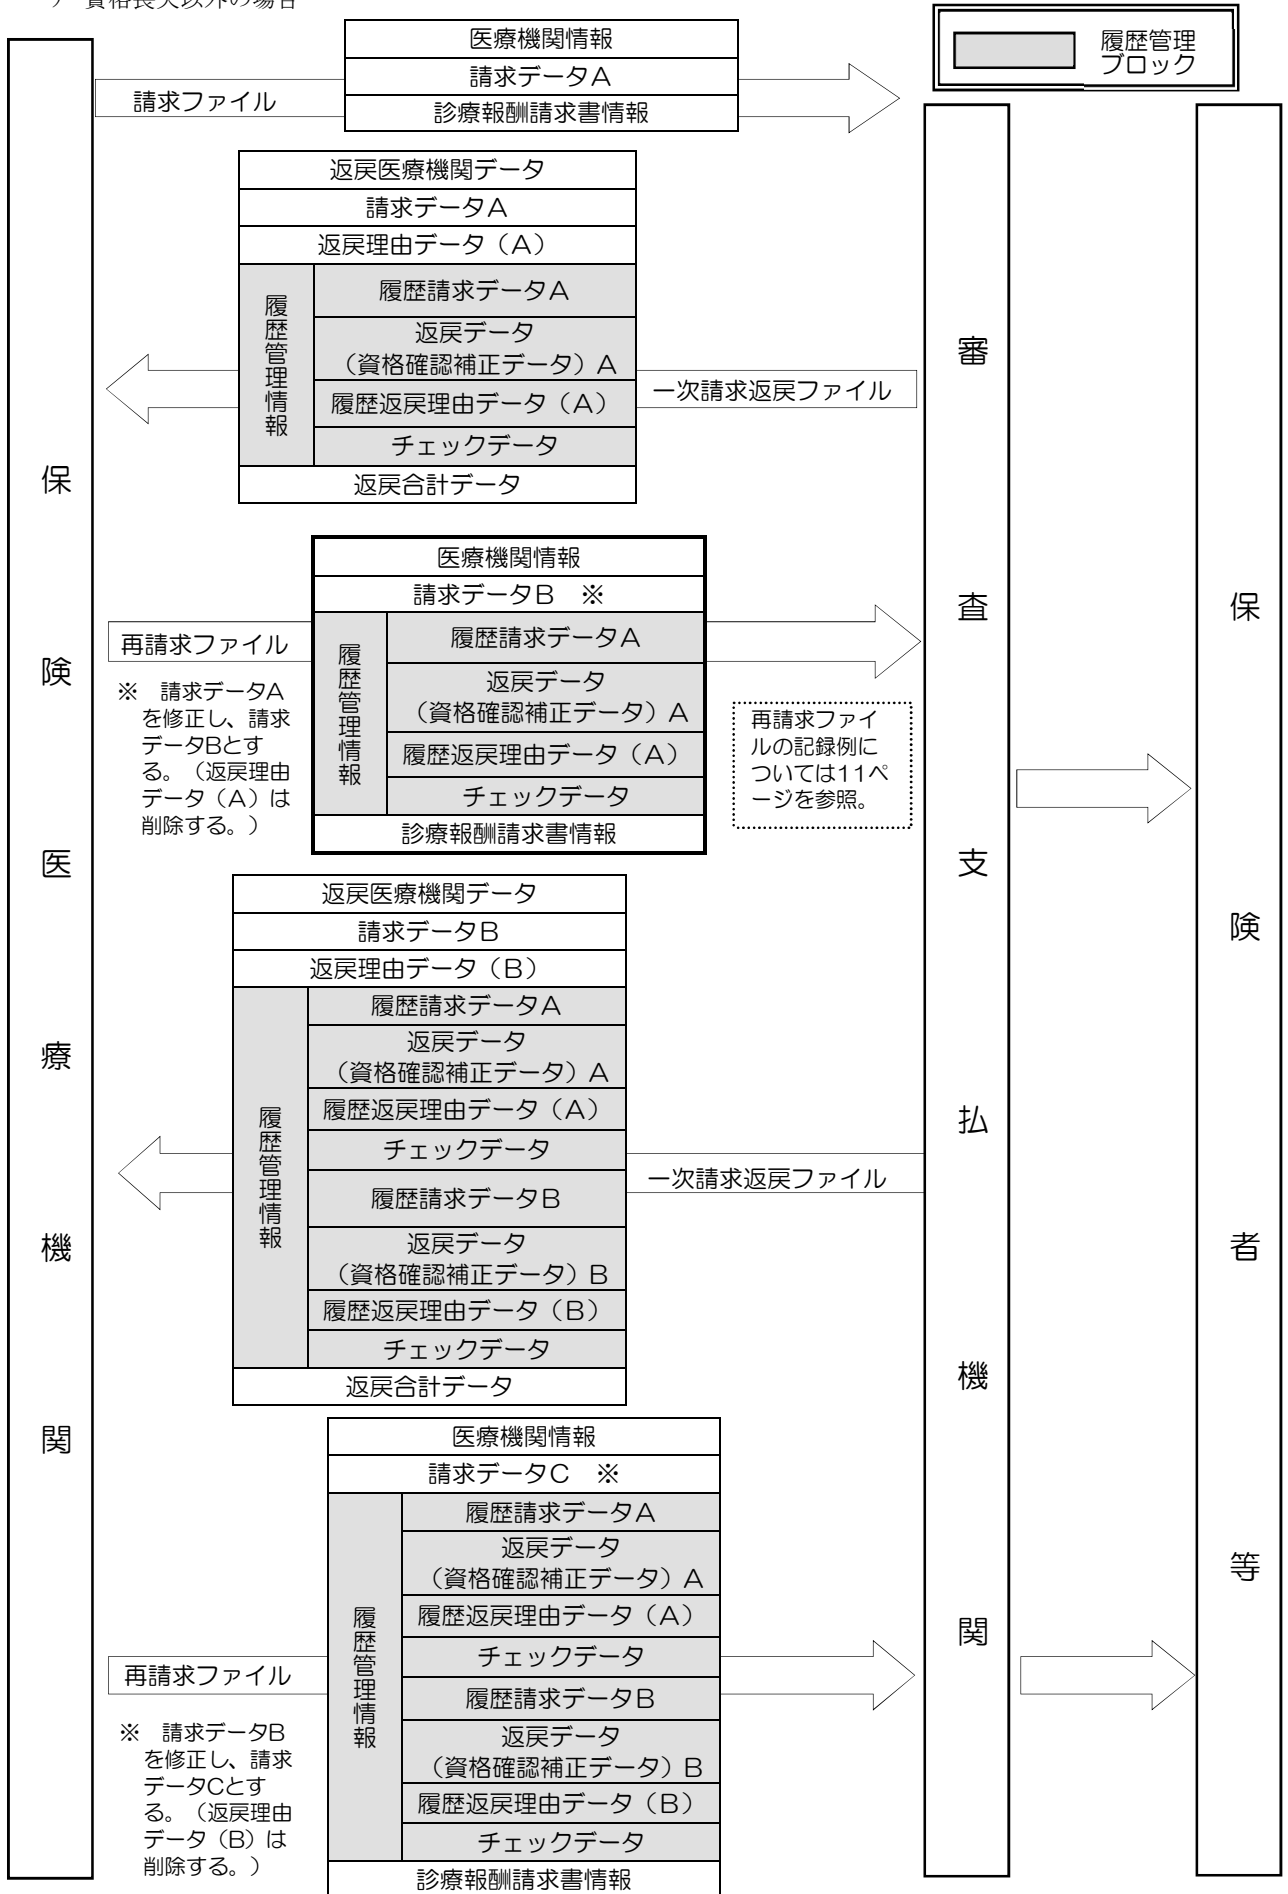 資格喪失以外の場合
履歴管理
ブロック
医療機関情報
請求データA
診療報酬請求書情報
請求ファイル
返戻医療機関データ
請求データA
返戻理由データ（A）
履歴管理情報
履歴請求データA
返戻データ
（資格確認補正データ）A
履歴返戻理由データ（A）
チェックデータ
返戻合計データ
一次請求返戻ファイル
医療機関情報
請求データB　※
履歴管理情報
履歴請求データA
返戻データ
（資格確認補正データ）A
履歴返戻理由データ（A）
チェックデータ
診療報酬請求書情報
再請求ファイル
※　請求データA
を修正し、請求
データBとす
る。（返戻理由
データ（A）は
削除する。）
再請求ファイ
ルの記録例に
ついては11ペ
ージを参照。
返戻医療機関データ
請求データB
返戻理由データ（B）
履歴管理情報
履歴請求データA
返戻データ
（資格確認補正データ）A
履歴返戻理由データ（A）
チェックデータ
履歴請求データB
返戻データ
（資格確認補正データ）B
履歴返戻理由データ（B）
チェックデータ
返戻合計データ
一次請求返戻ファイル
医療機関情報
請求データC　※
履歴管理情報
履歴請求データA
返戻データ
（資格確認補正データ）A
履歴返戻理由データ（A）
チェックデータ
履歴請求データB
返戻データ
（資格確認補正データ）B
履歴返戻理由データ（B）
チェックデータ
診療報酬請求書情報
再請求ファイル
※　請求データB
を修正し、請求
データCとす
る。（返戻理由
データ（B）は
削除する。）
保険医療機関
審査支払機関
保険者等